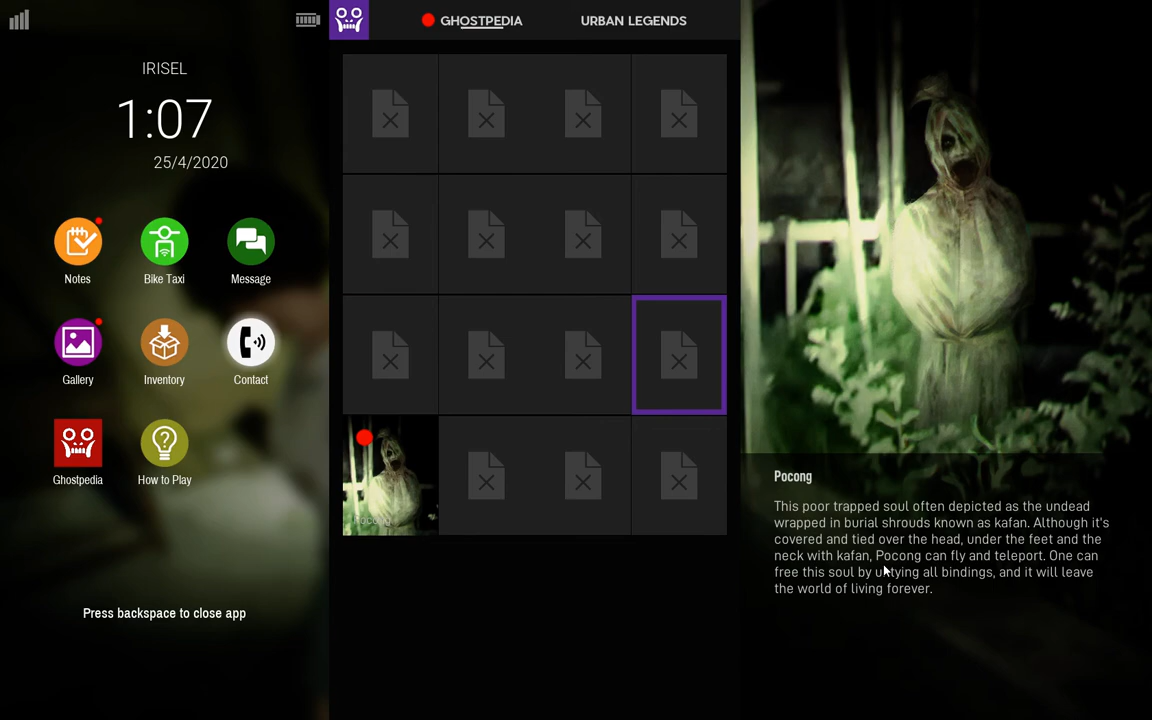 IRISEL
1:07
25/4/2020
Notes
Bike Taxi
Message
Gallery
Inventory
Contact
Ghostpedia
How to Play
Press backspace to close app
GHOSTPEDIA
URBAN LEGENDS
Pocong
Pocong
This poor trapped soul often depicted as the undead
wrapped in burial shrouds known as kafan. Although it's
covered and tied over the head, under the feet and the
neck with kafan, Pocong can fly and teleport. One can
free this soul by untying all bindings, and it will leave
the world of living forever.